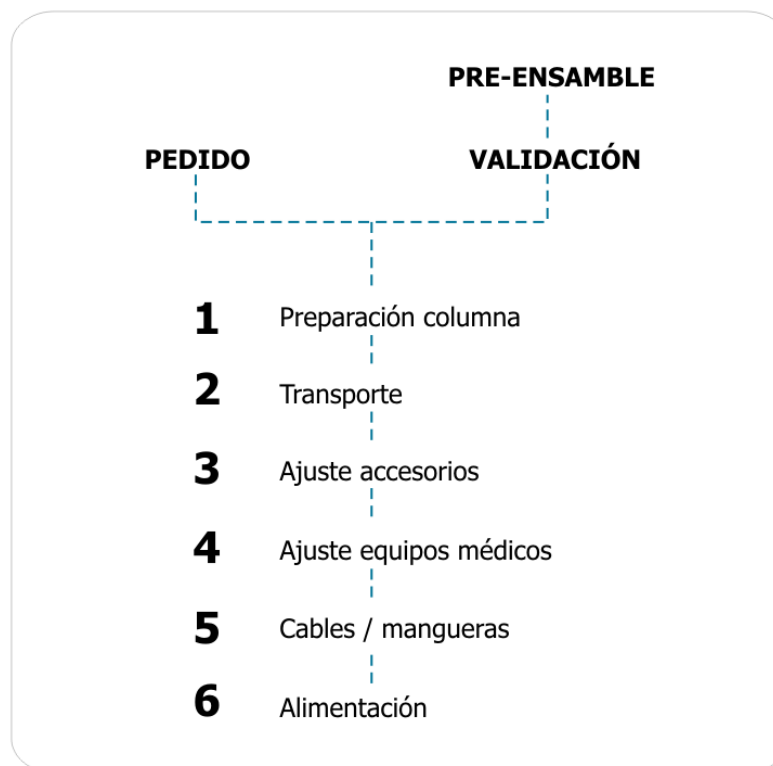 PRE-ENSAMBLE
PEDIDO
VALIDACIÓN
1 Preparación columna
2 Transporte
3 Ajuste accesorios
4 Ajuste equipos médicos
5 Cables / mangueras
6 Alimentación